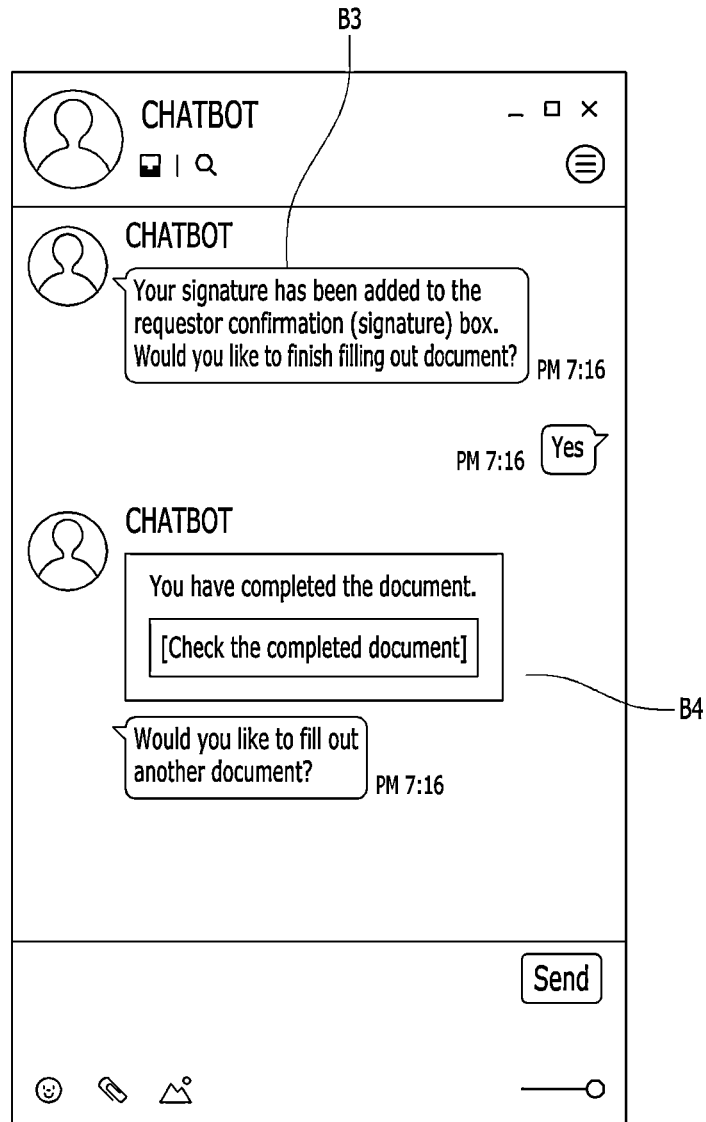 B3
CHATBOT
CHATBOT
Your signature has been added to the
requestor confirmation (signature) box.
Would you like to finish filling out document?
PM 7:16
PM 7:16
Yes
CHATBOT
You have completed the document.
[Check the completed document]
B4
Would you like to fill out
another document?
PM 7:16
Send